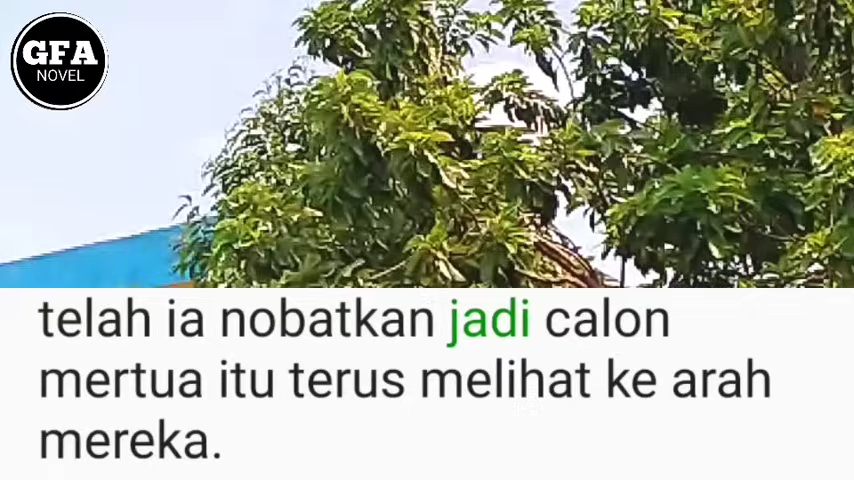 GFA
NOVEL
telah ia nobatkan jadi calon
mertua itu terus melihat ke arah
mereka.